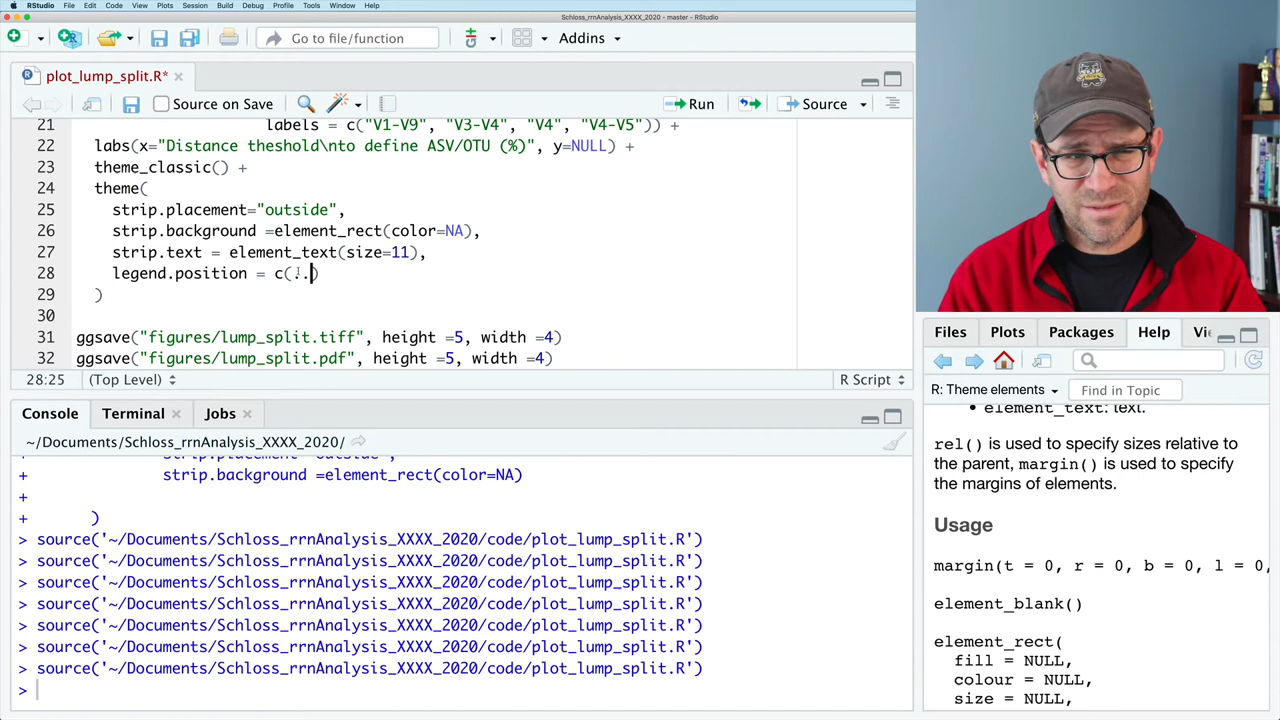 RStudio File Edit Code View Plots Session Build Debug Profile Tools Window Help
Schloss_rrnAnalysis_XXXX_2020 - master - RStudio
Go to file/function Addins
plot_lump_split.R*
Source on Save Run Source
21 labels = c("V1-V9", "V3-V4", "V4", "V4-V5")) +
22 labs(x="Distance theshold\nto define ASV/OTU (%)", y=NULL) +
23 theme_classic() +
24 theme(
25 strip.placement="outside",
26 strip.background =element_rect(color=NA),
27 strip.text = element_text(size=11),
28 legend.position = c(..)
29 )
30
31 ggsave("figures/lump_split.tiff", height =5, width =4)
32 ggsave("figures/lump_split.pdf", height =5, width =4)
28:25 (Top Level) R Script
Console Terminal Jobs
~/Documents/Schloss_rrnAnalysis_XXXX_2020/
+ strip.background =element_rect(color=NA)
+
+ )
> source('~/Documents/Schloss_rrnAnalysis_XXXX_2020/code/plot_lump_split.R')
> source('~/Documents/Schloss_rrnAnalysis_XXXX_2020/code/plot_lump_split.R')
> source('~/Documents/Schloss_rrnAnalysis_XXXX_2020/code/plot_lump_split.R')
> source('~/Documents/Schloss_rrnAnalysis_XXXX_2020/code/plot_lump_split.R')
> source('~/Documents/Schloss_rrnAnalysis_XXXX_2020/code/plot_lump_split.R')
> source('~/Documents/Schloss_rrnAnalysis_XXXX_2020/code/plot_lump_split.R')
> source('~/Documents/Schloss_rrnAnalysis_XXXX_2020/code/plot_lump_split.R')
>
Files Plots Packages Help Vi
R: Theme elements Find in Topic
element_text: text.
rel() is used to specify sizes relative to
the parent, margin() is used to specify
the margins of elements.
Usage
margin(t = 0, r = 0, b = 0, l = 0,
element_blank()
element_rect(
fill = NULL,
colour = NULL,
size = NULL,